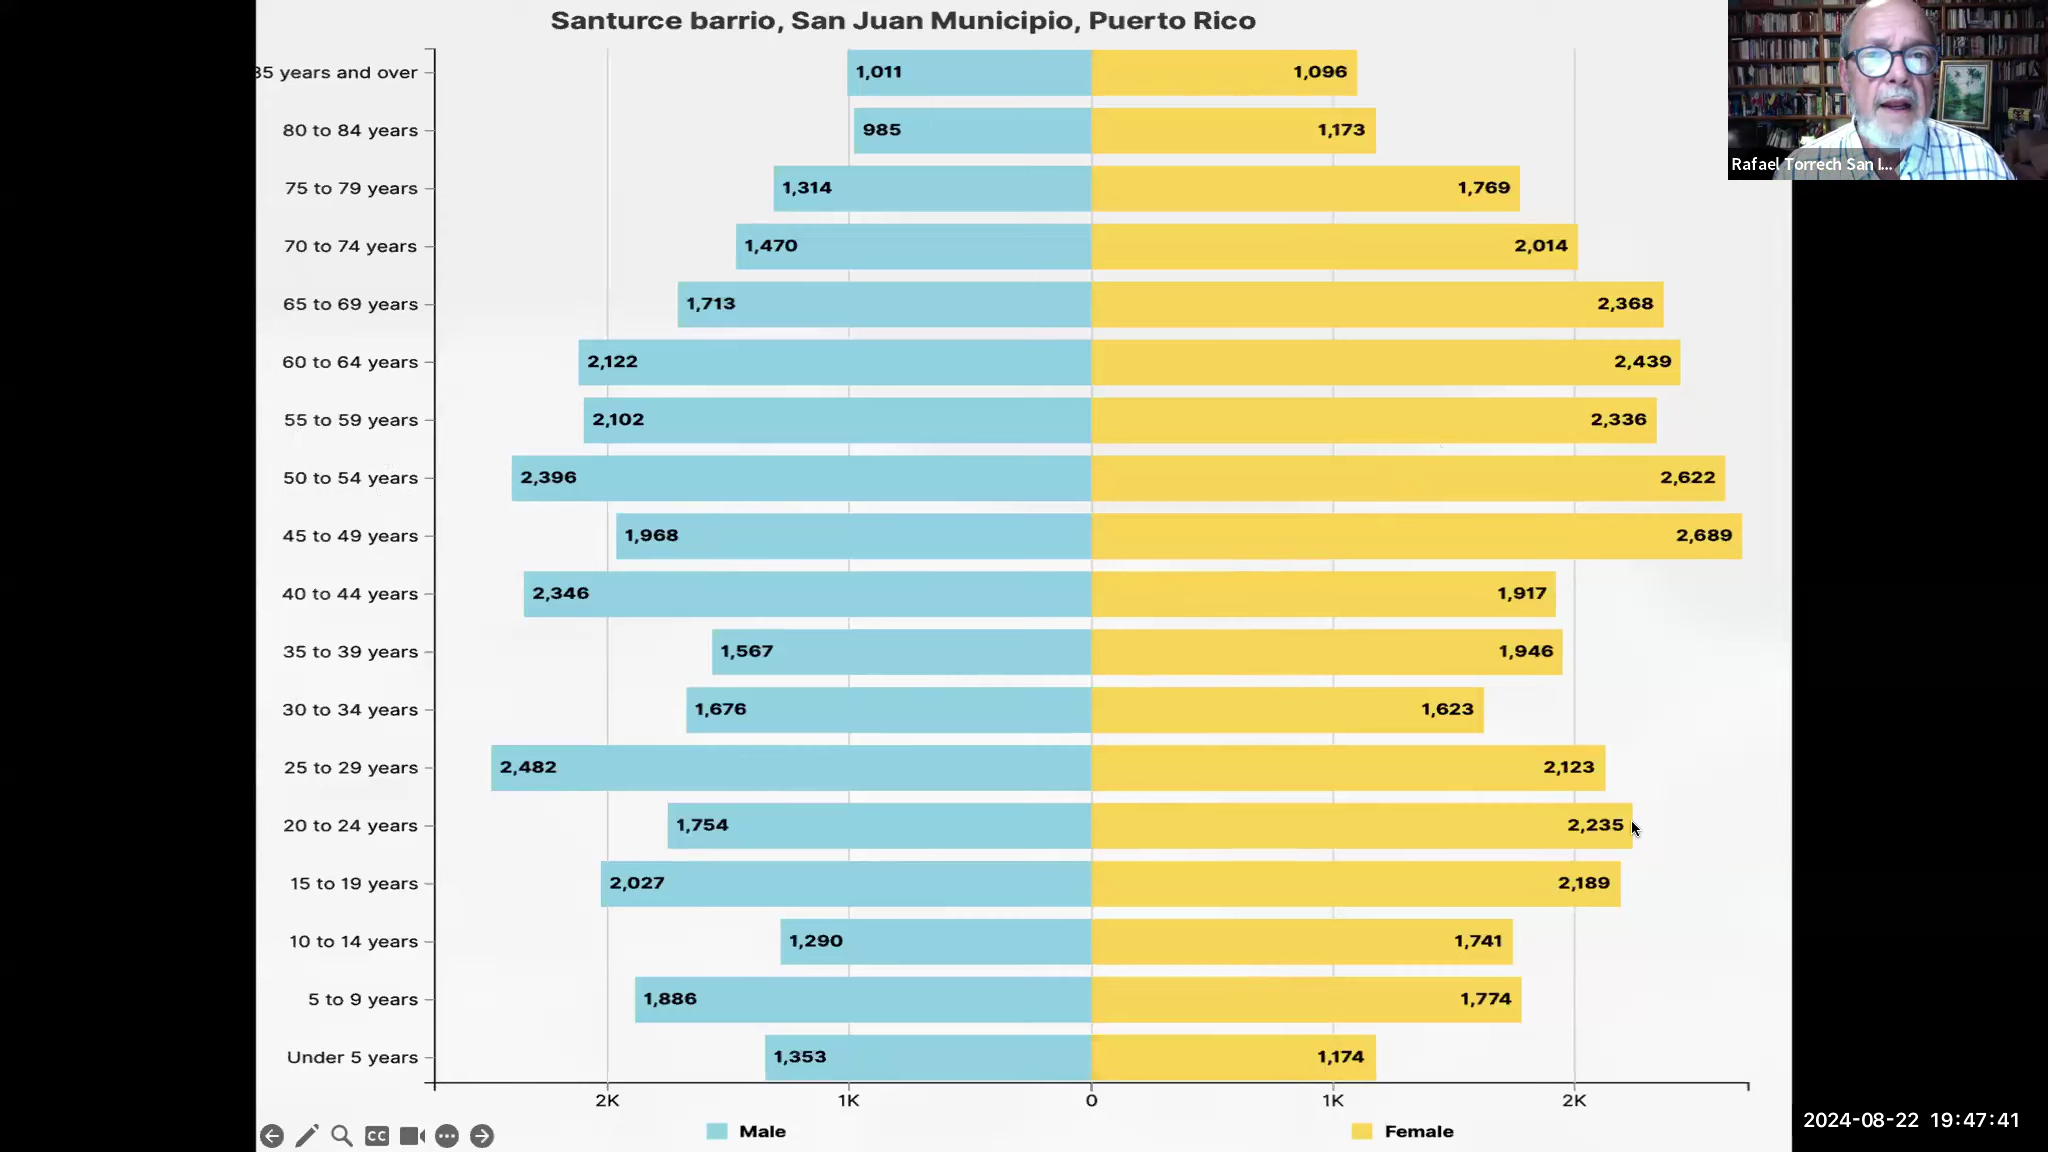 Santurce barrio, San Juan Municipio, Puerto Rico
85 years and over 1,011 1,096
80 to 84 years 985 1,173
75 to 79 years 1,314 1,769
70 to 74 years 1,470 2,014
65 to 69 years 1,713 2,368
60 to 64 years 2,122 2,439
55 to 59 years 2,102 2,336
50 to 54 years 2,396 2,622
45 to 49 years 1,968 2,689
40 to 44 years 2,346 1,917
35 to 39 years 1,567 1,946
30 to 34 years 1,676 1,623
25 to 29 years 2,482 2,123
20 to 24 years 1,754 2,235
15 to 19 years 2,027 2,189
10 to 14 years 1,290 1,741
5 to 9 years 1,886 1,774
Under 5 years 1,353 1,174
2K 1K 0 1K 2K
Male Female
CC
Rafael Torrech San I...
2024-08-22 19:47:41